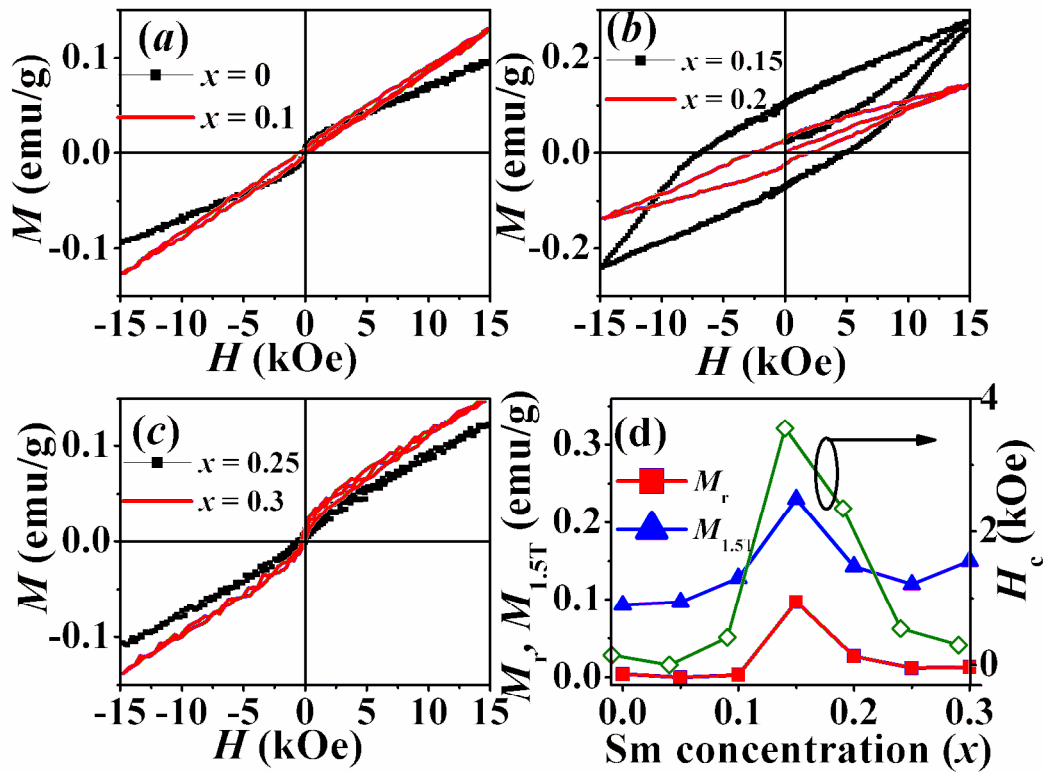 (a)
x = 0
x = 0.1
M (emu/g)
0.1
0.0
-0.1
-15 -10 -5 0 5 10 15
H (kOe)
(b)
x = 0.15
x = 0.2
M (emu/g)
0.2
0.0
-0.2
-15 -10 -5 0 5 10 15
H (kOe)
(c)
x = 0.25
x = 0.3
M (emu/g)
0.1
0.0
-0.1
-15 -10 -5 0 5 10 15
H (kOe)
(d)
Mr
M1.5T
Mr, M1.5T (emu/g)
0.3
0.2
0.1
0.0
4
2
0
Hc (kOe)
0.0 0.1 0.2 0.3
Sm concentration (x)